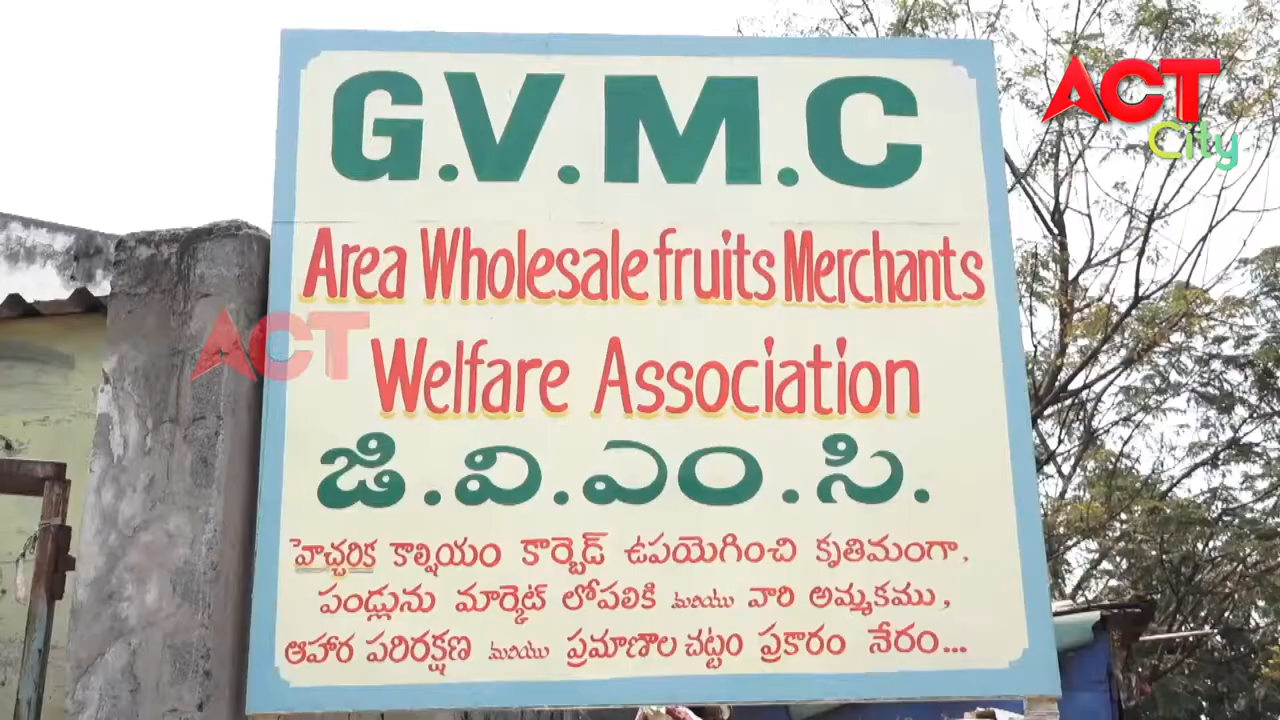 G.V.M.C
Area Wholesale fruits Merchants
Welfare Association
జి.వి.ఎం.సి.
హెచ్చరిక కాల్షియం కార్బైడ్ ఉపయెగించి కృతిమంగా,
పండ్లును మార్కెట్ లోపలికి మరియు వారి అమ్మకము,
ఆహార పరిరక్షణ మరియు ప్రమాణాల చట్టం ప్రకారం నేరం...
ACT
City
ACT